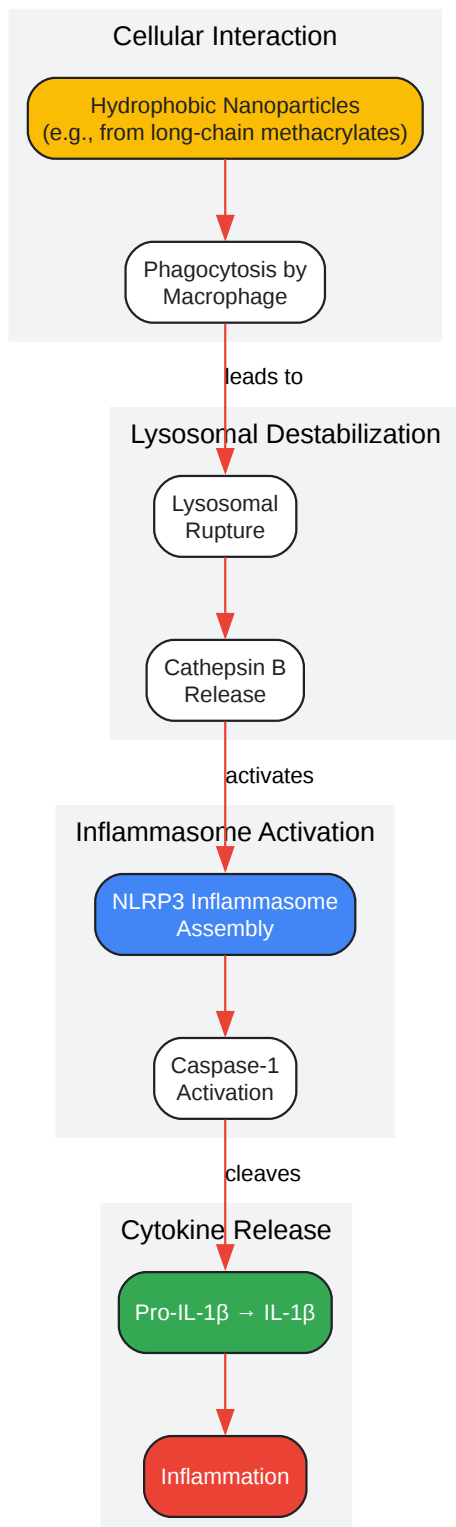 Cellular Interaction
Hydrophobic Nanoparticles
(e.g., from long-chain methacrylates)
Phagocytosis by
Macrophage
leads to
Lysosomal Destabilization
Lysosomal
Rupture
Cathepsin B
Release
activates
Inflammasome Activation
NLRP3 Inflammasome
Assembly
Caspase-1
Activation
cleaves
Cytokine Release
Pro-IL-1β → IL-1β
Inflammation